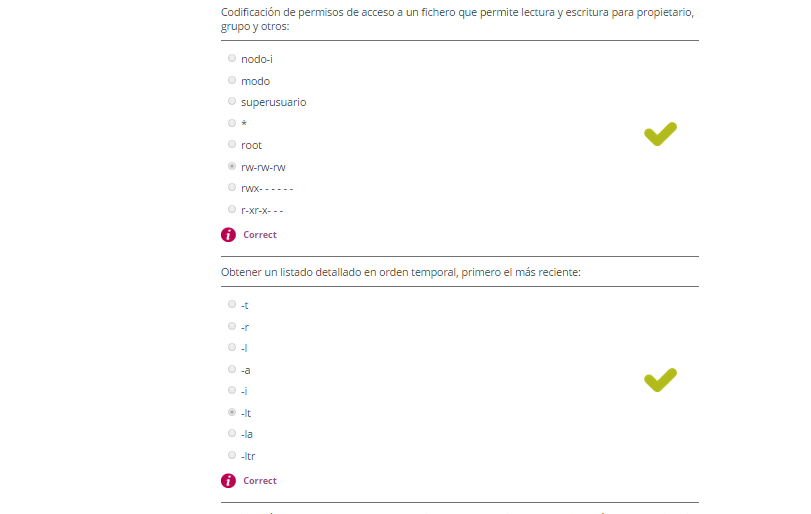 Codificación de permisos de acceso a un fichero que permite lectura y escritura para propietario,
grupo y otros:
nodo-i
modo
superusuario
*
root
rw-rw-rw
rwx- - - - - -
r-xr-x- - -
i Correct
Obtener un listado detallado en orden temporal, primero el más reciente:
-t
-r
-l
-a
-i
-lt
-la
-ltr
i Correct